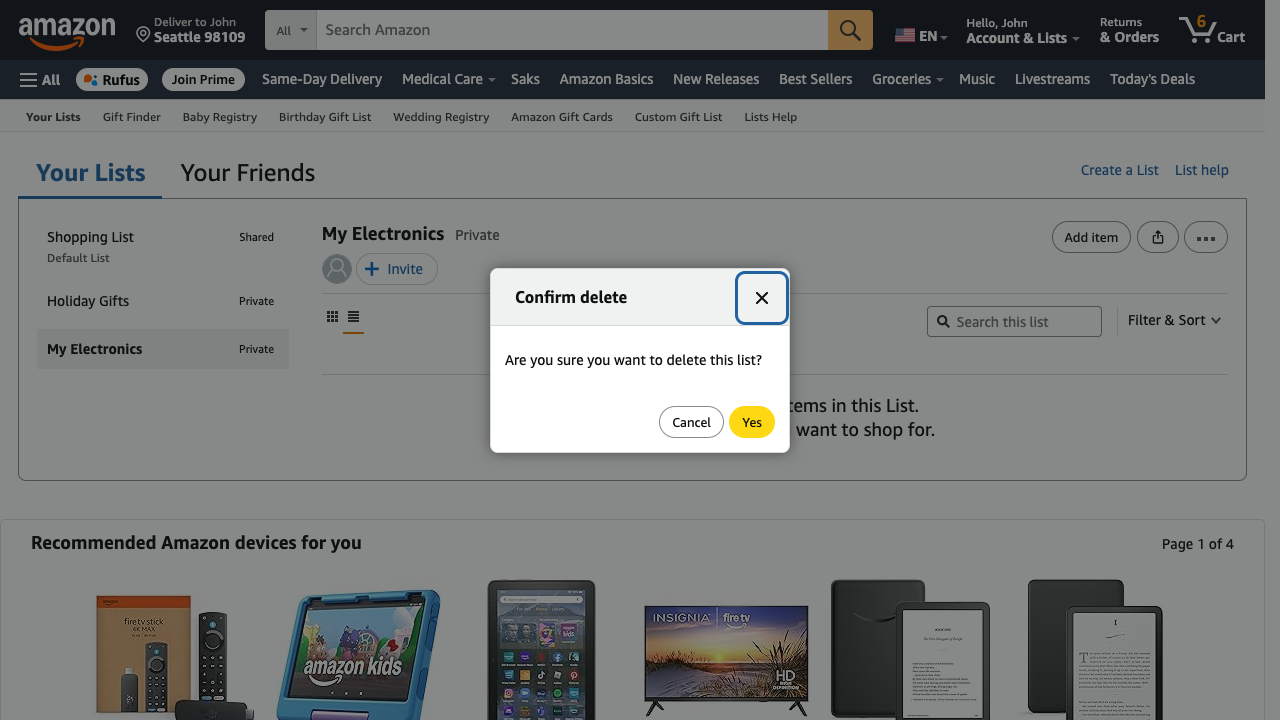 amazon
Deliver to John
Seattle 98109
All
Search Amazon
EN
Hello, John
Account & Lists
Returns
& Orders
6
Cart
All
Rufus
Join Prime
Same-Day Delivery
Medical Care
Saks
Amazon Basics
New Releases
Best Sellers
Groceries
Music
Livestreams
Today's Deals
Your Lists
Gift Finder
Baby Registry
Birthday Gift List
Wedding Registry
Amazon Gift Cards
Custom Gift List
Lists Help
Your Lists
Your Friends
Create a List
List help
Shopping List
Shared
Default List
Holiday Gifts
Private
My Electronics
Private
My Electronics
Private
Invite
Add item
Search this list
Filter & Sort
Confirm delete
Are you sure you want to delete this list?
Cancel
Yes
tems in this List.
want to shop for.
Recommended Amazon devices for you
Page 1 of 4
fire tv stick
4K MAX
amazon kids
INSIGNIA
fire tv
HD